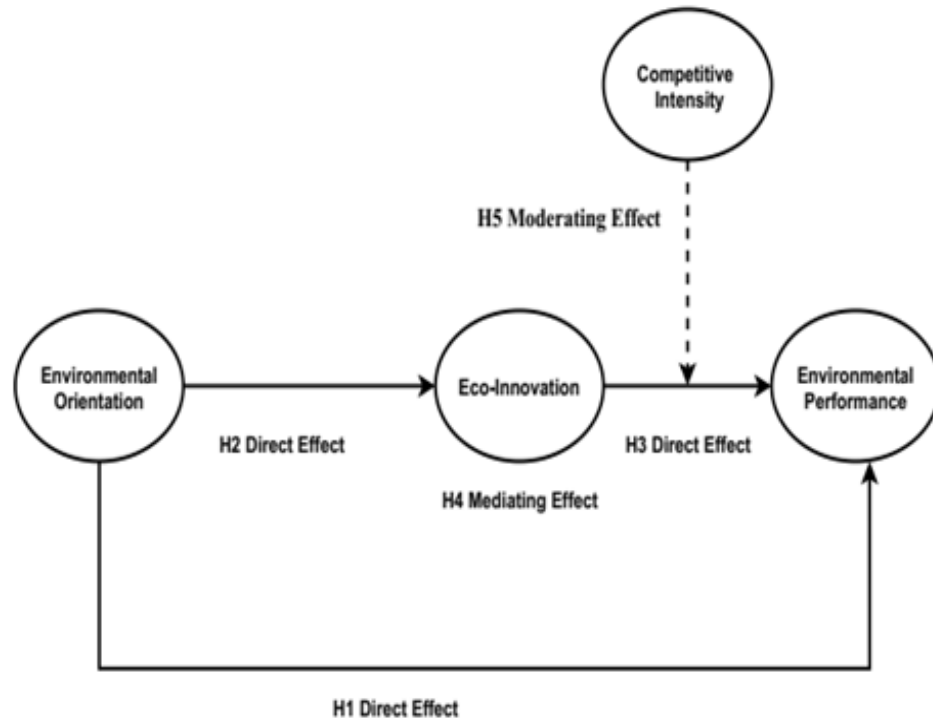 Competitive
Intensity
H5 Moderating Effect
Environmental
Orientation
Eco-Innovation
Environmental
Performance
H2 Direct Effect
H3 Direct Effect
H4 Mediating Effect
H1 Direct Effect